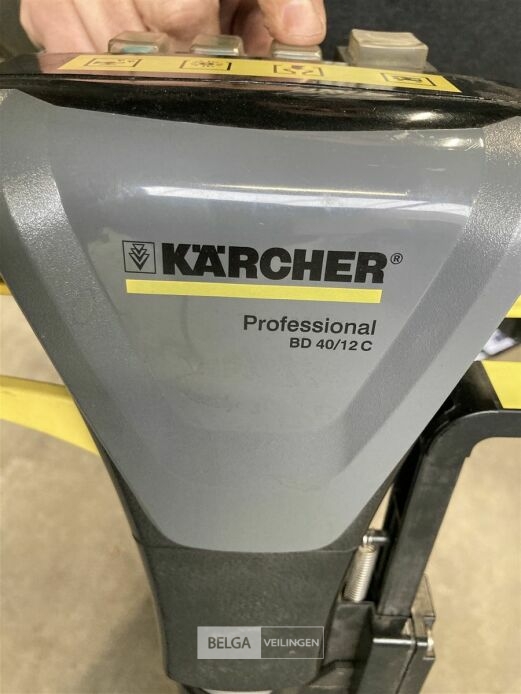 KÄRCHER®
Professional
BD 40/12 C
BELGA VEILINGEN